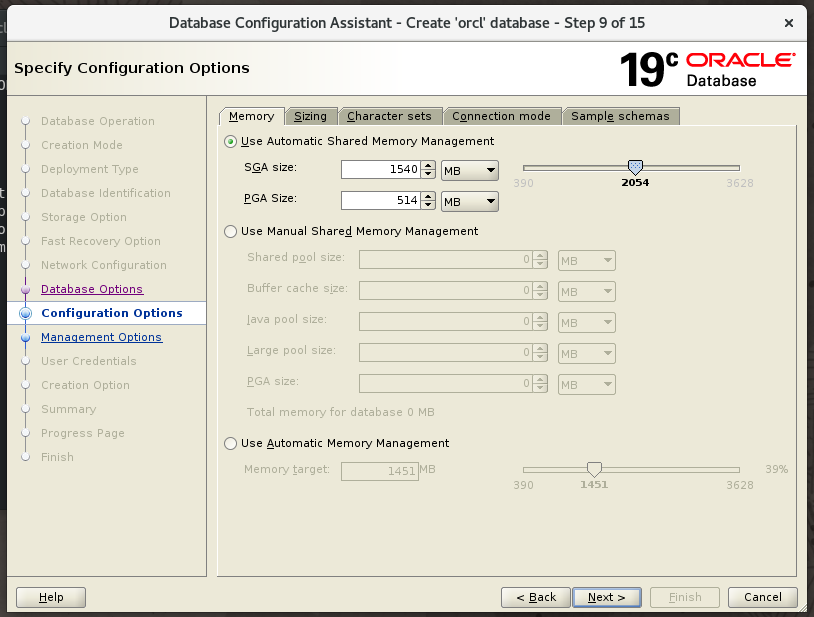 Database Configuration Assistant - Create 'orcl' database - Step 9 of 15
Specify Configuration Options
19c ORACLE
Database
Database Operation
Creation Mode
Deployment Type
Database Identification
Storage Option
Fast Recovery Option
Network Configuration
Database Options
Configuration Options
Management Options
User Credentials
Creation Option
Summary
Progress Page
Finish
Memory Sizing Character sets Connection mode Sample schemas
Use Automatic Shared Memory Management
SGA size: 1540 MB
390 2054 3628
PGA Size: 514 MB
Use Manual Shared Memory Management
Shared pool size: 0 MB
Buffer cache size: 0 MB
Java pool size: 0 MB
Large pool size: 0 MB
PGA size: 0 MB
Total memory for database 0 MB
Use Automatic Memory Management
Memory target: 1451 MB 39%
390 1451 3628
Help < Back Next > Finish Cancel